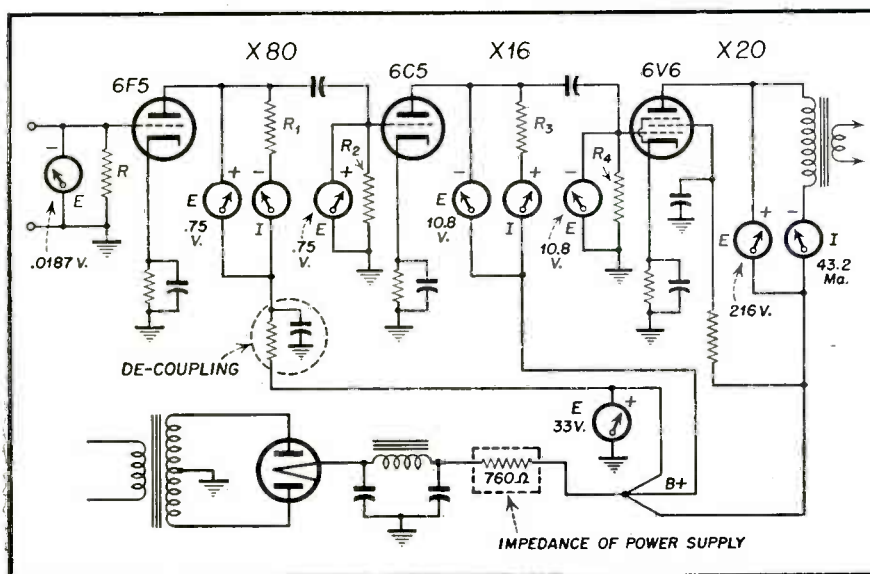 X80
X16
X20
6F5
6C5
6V6
R
-
E
.0187 V.
R1
+
-
E
.75
V.
I
R2
+
E
.75
V.
R3
-
+
E
10.8
V.
I
R4
-
E
10.8
V.
+
-
E
216 V.
I
43.2
Ma.
DE-COUPLING
E
33 V.
+
760Ω
B+
IMPEDANCE OF POWER SUPPLY